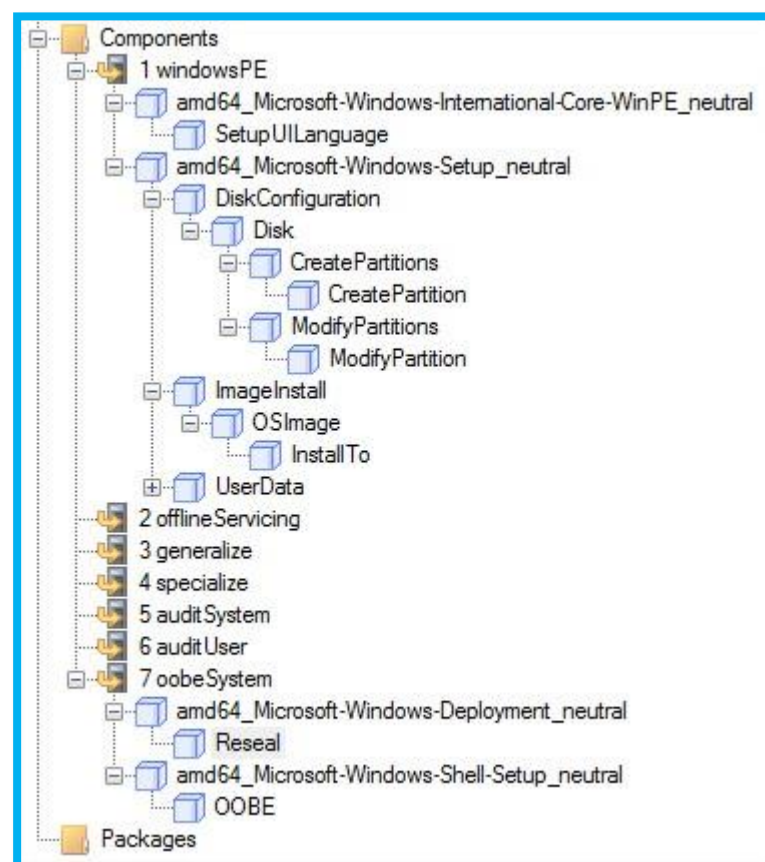 Components
1 windowsPE
amd64_Microsoft-Windows-International-Core-WinPE_neutral
SetupUILanguage
amd64_Microsoft-Windows-Setup_neutral
DiskConfiguration
Disk
CreatePartitions
CreatePartition
ModifyPartitions
ModifyPartition
ImageInstall
OSImage
InstallTo
UserData
2 offlineServicing
3 generalize
4 specialize
5 auditSystem
6 auditUser
7 oobeSystem
amd64_Microsoft-Windows-Deployment_neutral
Reseal
amd64_Microsoft-Windows-Shell-Setup_neutral
OOBE
Packages